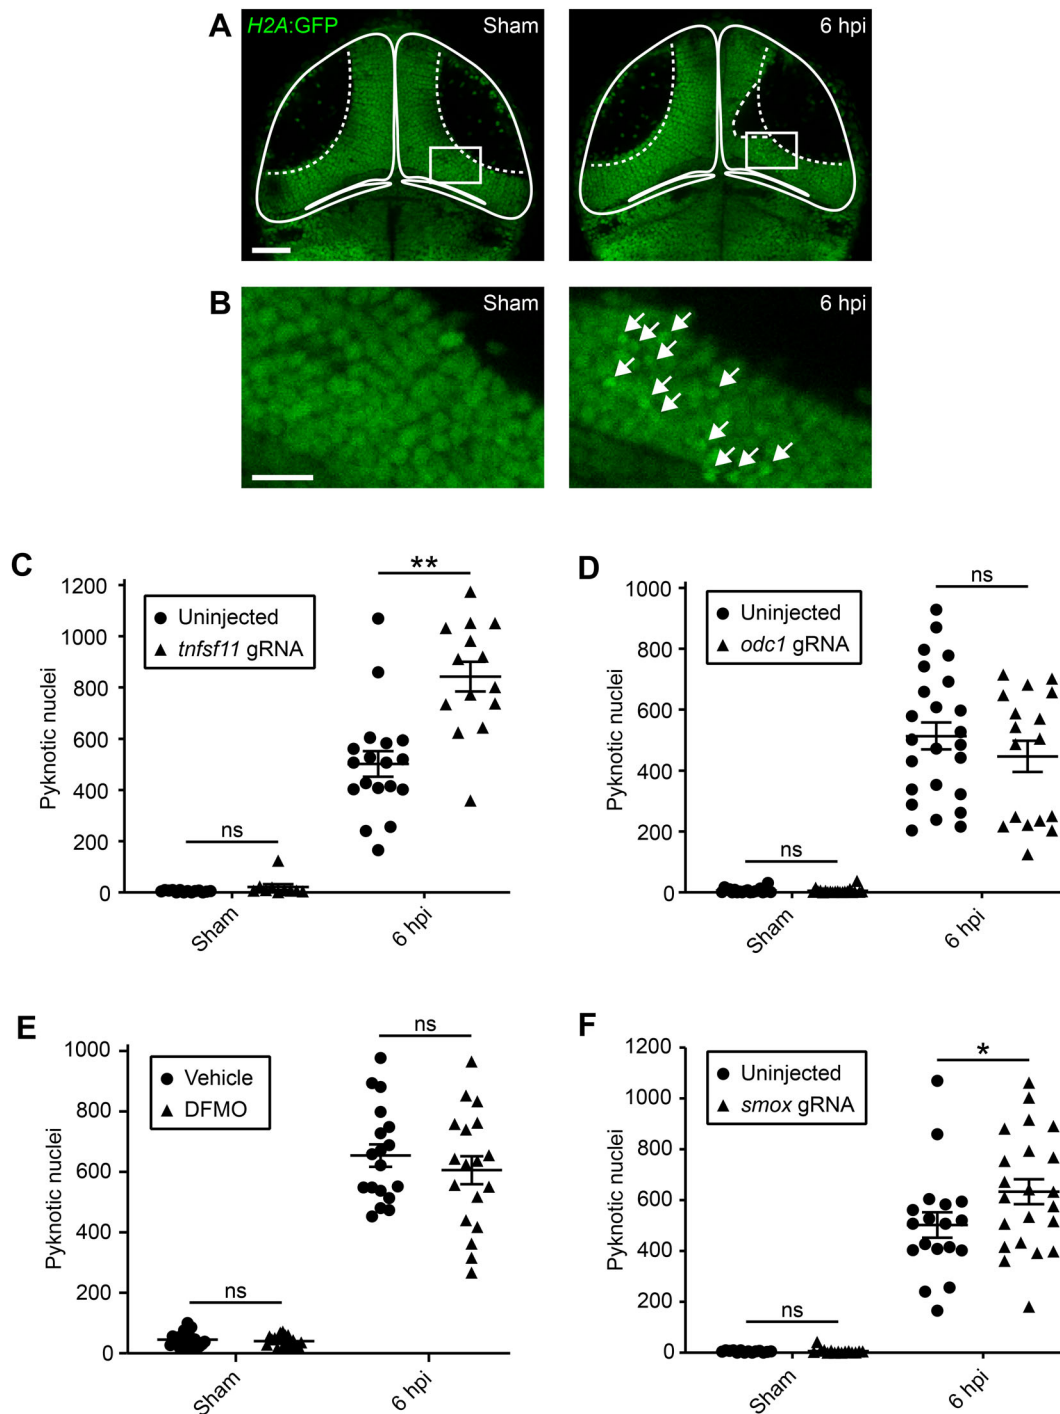 A
H2A:GFP
Sham
6 hpi
B
Sham
6 hpi
C
Pyknotic nuclei
1200
1000
800
600
400
200
0
Uninjected
tnfsf11 gRNA
ns
**
Sham
6 hpi
D
Pyknotic nuclei
1000
800
600
400
200
0
Uninjected
odc1 gRNA
ns
ns
Sham
6 hpi
E
Pyknotic nuclei
1000
800
600
400
200
0
Vehicle
DFMO
ns
ns
Sham
6 hpi
F
Pyknotic nuclei
1200
1000
800
600
400
200
0
Uninjected
smox gRNA
ns
*
Sham
6 hpi